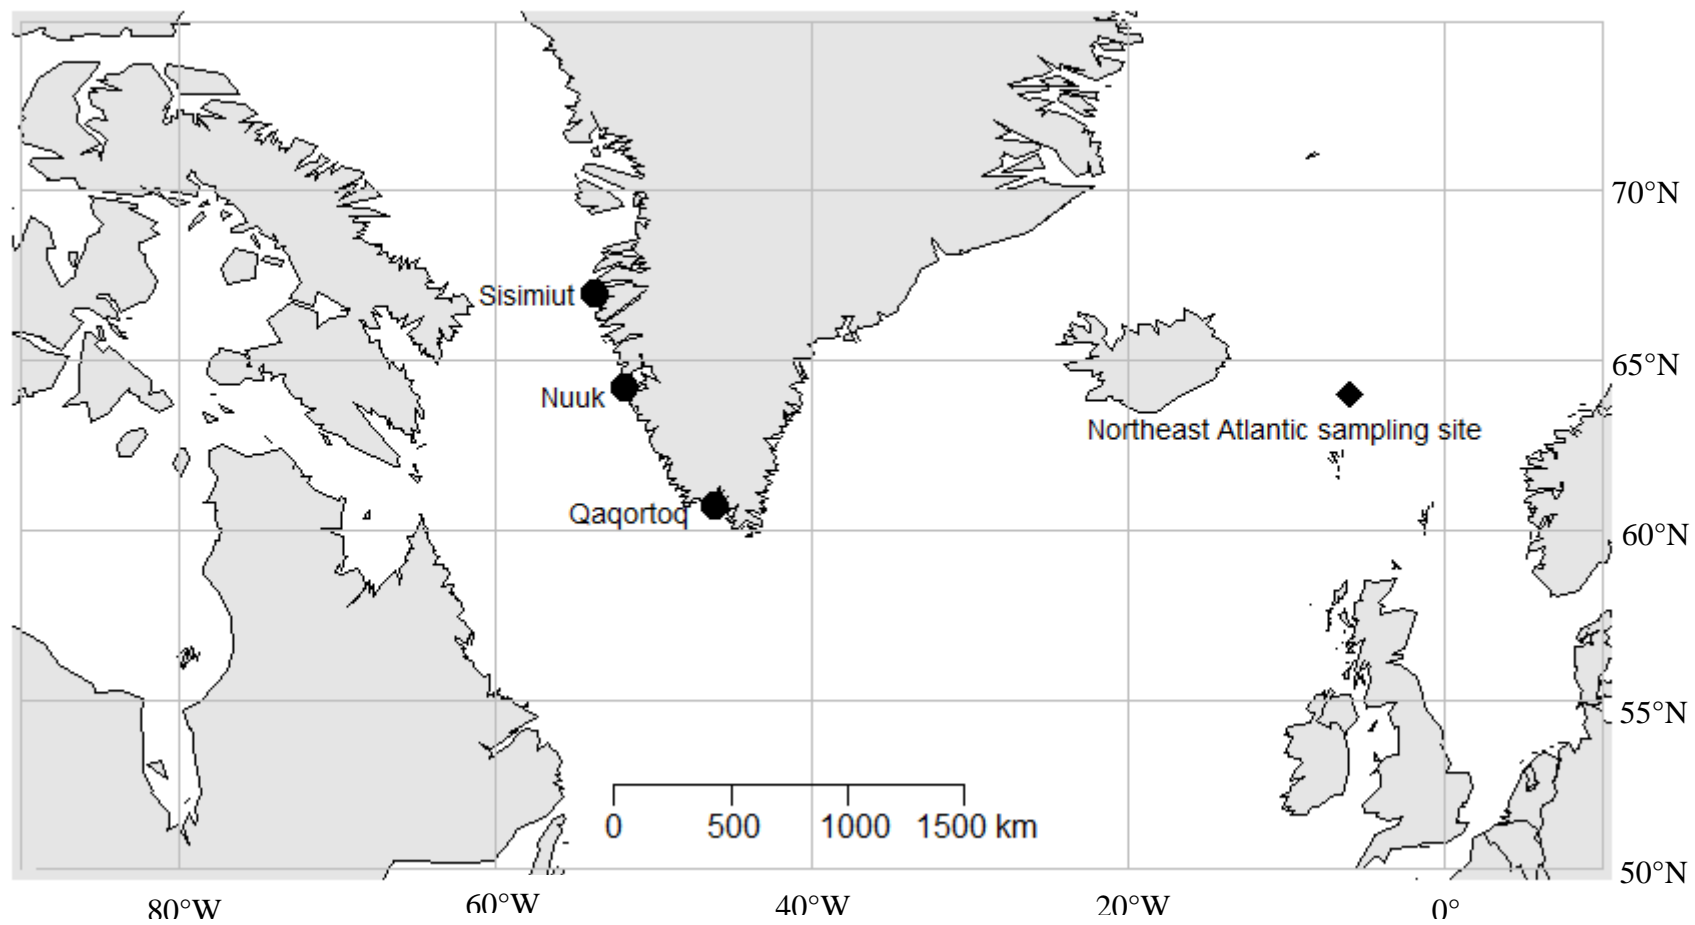 70°N
Sisimiut
65°N
Nuuk
Northeast Atlantic sampling site
Qaqortoq
60°N
55°N
0 500 1000 1500 km
50°N
80°W 60°W 40°W 20°W 0°